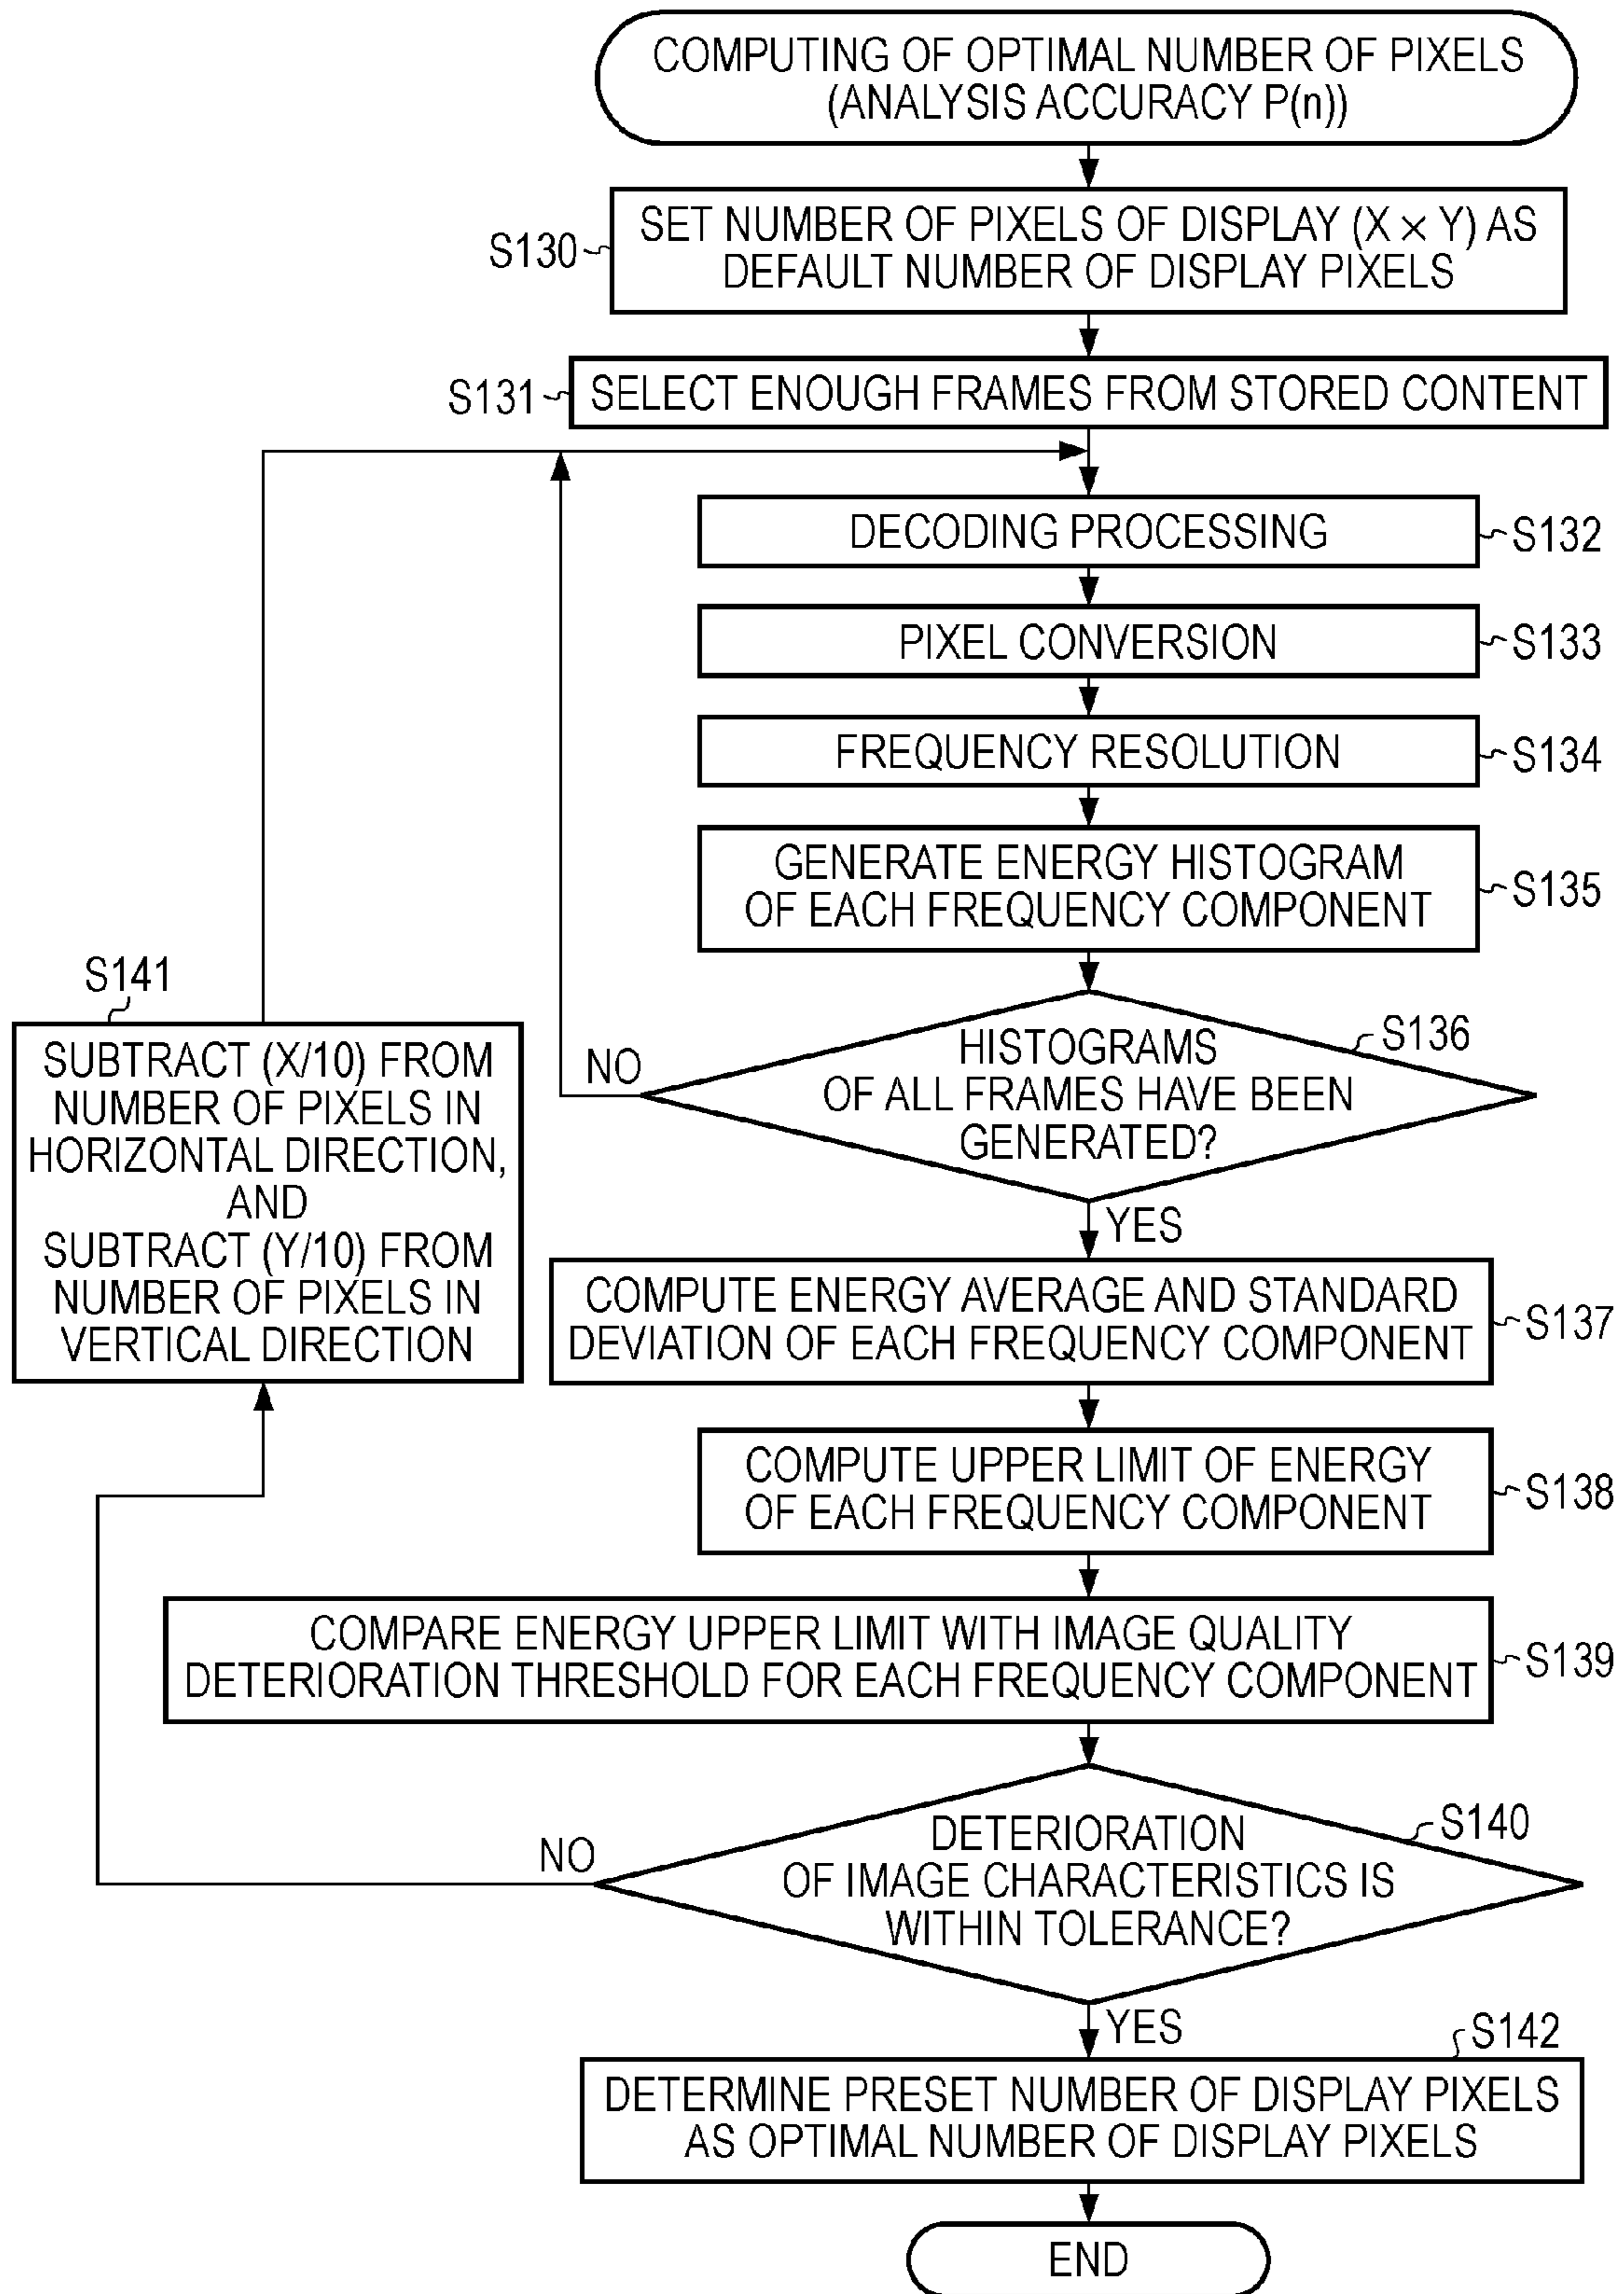 COMPUTING OF OPTIMAL NUMBER OF PIXELS
(ANALYSIS ACCURACY P(n))
S130
SET NUMBER OF PIXELS OF DISPLAY (X × Y) AS
DEFAULT NUMBER OF DISPLAY PIXELS
S131
SELECT ENOUGH FRAMES FROM STORED CONTENT
DECODING PROCESSING
S132
PIXEL CONVERSION
S133
FREQUENCY RESOLUTION
S134
GENERATE ENERGY HISTOGRAM
OF EACH FREQUENCY COMPONENT
S135
S136
HISTOGRAMS
OF ALL FRAMES HAVE BEEN
GENERATED?
NO
YES
S141
SUBTRACT (X/10) FROM
NUMBER OF PIXELS IN
HORIZONTAL DIRECTION,
AND
SUBTRACT (Y/10) FROM
NUMBER OF PIXELS IN
VERTICAL DIRECTION
COMPUTE ENERGY AVERAGE AND STANDARD
DEVIATION OF EACH FREQUENCY COMPONENT
S137
COMPUTE UPPER LIMIT OF ENERGY
OF EACH FREQUENCY COMPONENT
S138
COMPARE ENERGY UPPER LIMIT WITH IMAGE QUALITY
DETERIORATION THRESHOLD FOR EACH FREQUENCY COMPONENT
S139
S140
DETERIORATION
OF IMAGE CHARACTERISTICS IS
WITHIN TOLERANCE?
NO
YES
S142
DETERMINE PRESET NUMBER OF DISPLAY PIXELS
AS OPTIMAL NUMBER OF DISPLAY PIXELS
END